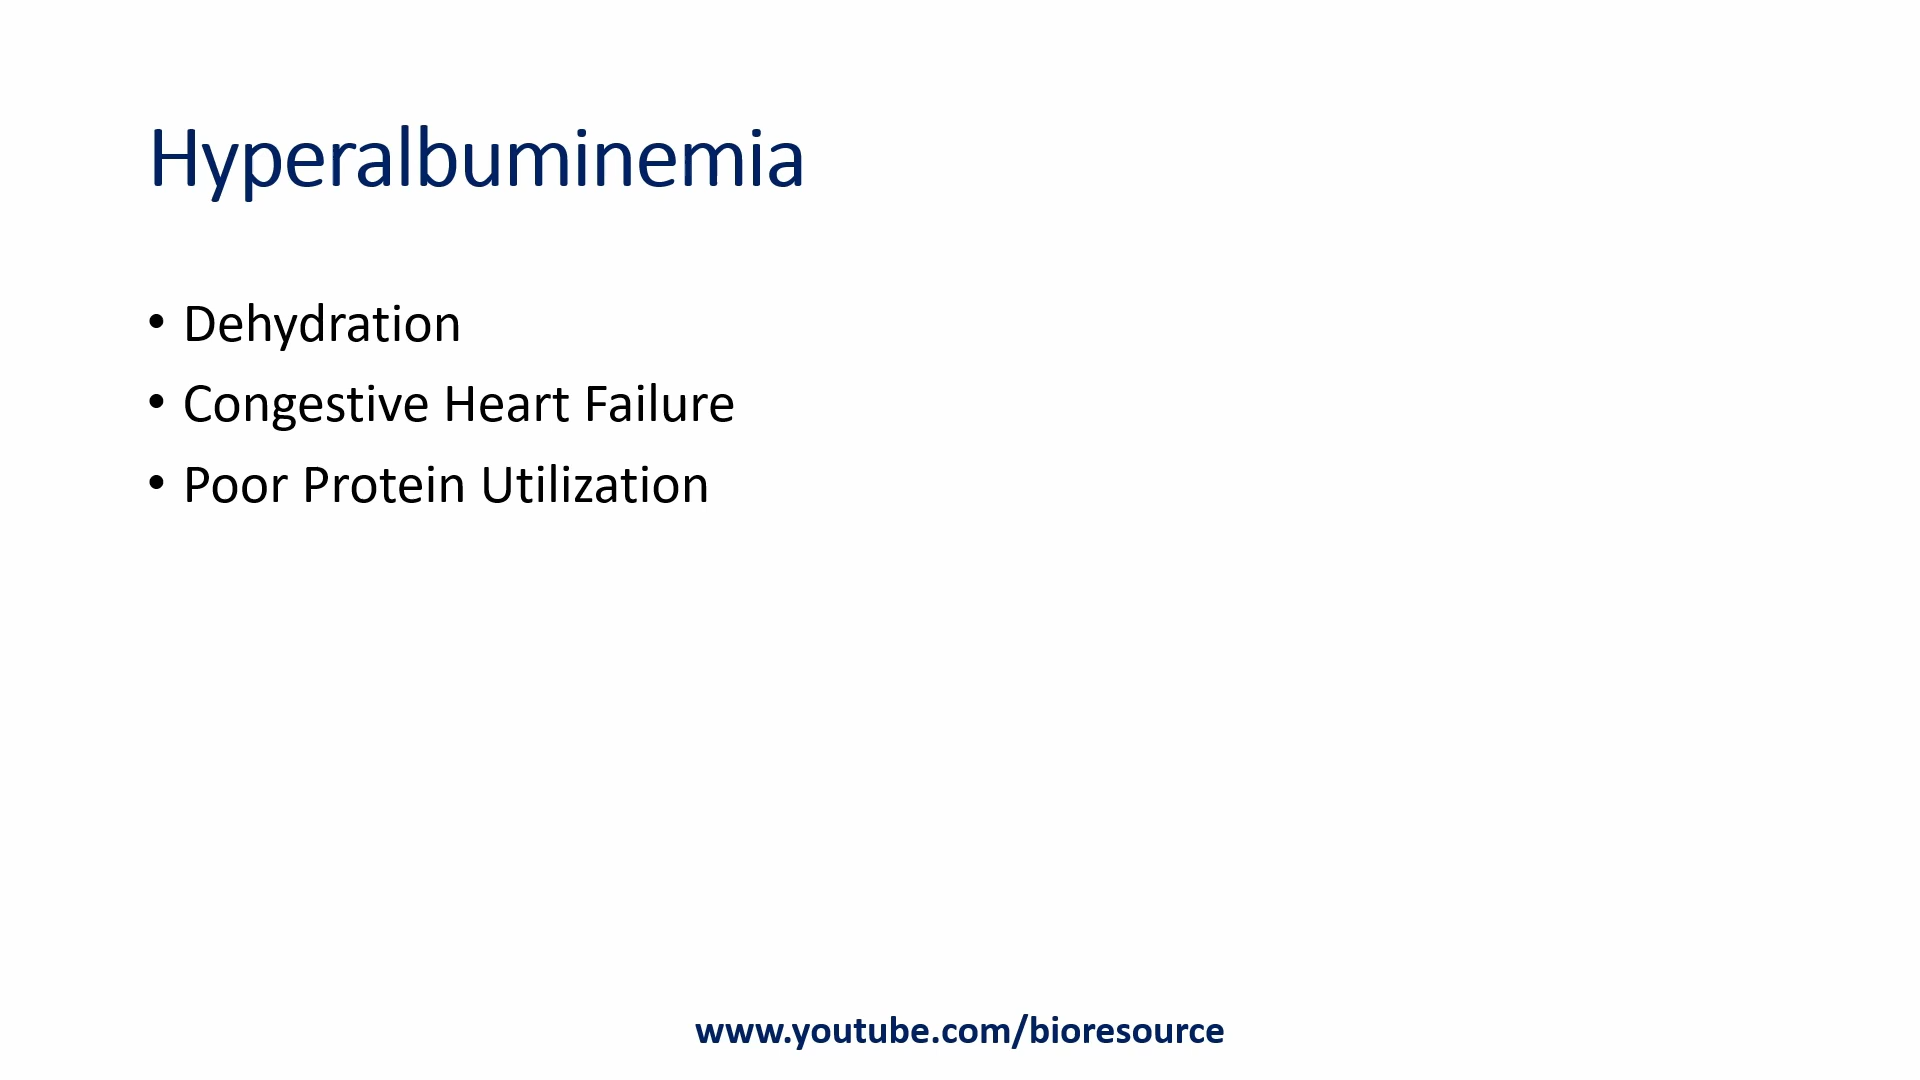 Hyperalbuminemia
• Dehydration
• Congestive Heart Failure
• Poor Protein Utilization
www.youtube.com/bioresource